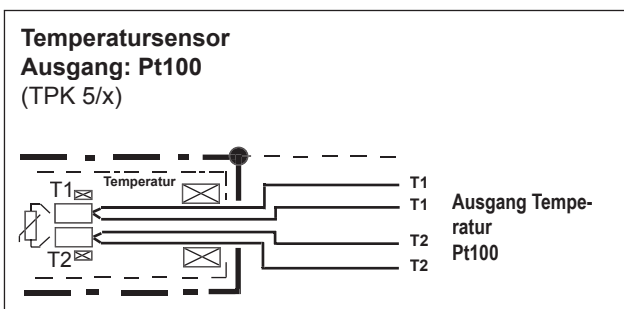 Temperatursensor
Ausgang: Pt100
(TPK 5/x)
T1
Temperatur
T2
T1
T1
T2
T2
Ausgang Tempe-
ratur
Pt100